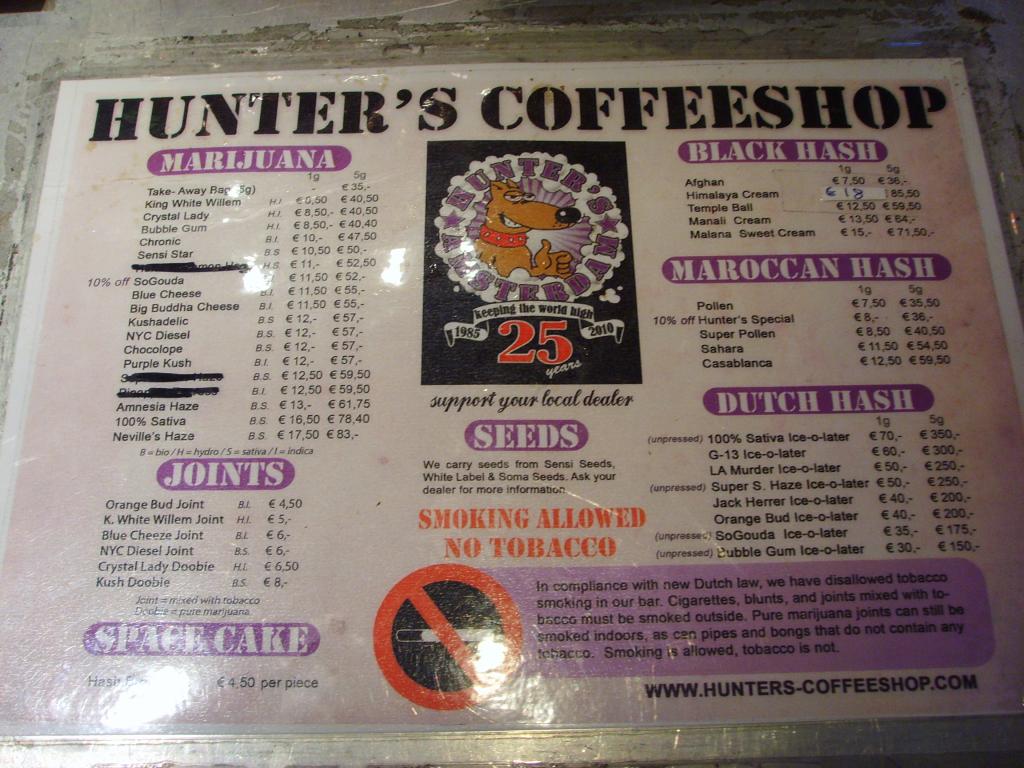 HUNTER'S COFFEESHOP
MARIJUANA
1g 5g
Take-Away Bag (5g) - € 35,-
King White Willem H.I. € 8,50 € 40,50
Crystal Lady H.I. € 8,50,- € 40,50
Bubble Gum H.I. € 8,50,- € 40,40
Chronic B.I. € 10,- € 47,50
Sensi Star B.S € 10,50 € 50,-
H.S € 11,- € 52,50
10% off SoGouda B.I. € 11,50 € 52,-
Blue Cheese B.I. € 11,50 € 55,-
Big Buddha Cheese B.I. € 11,50 € 55,-
Kushadelic B.S € 12,- € 57,-
NYC Diesel B.S. € 12,- € 57,-
Chocolope B.S. € 12,- € 57,-
Purple Kush B.I. € 12,- € 57,-
Haze B.S. € 12,50 € 59,50
B.I. € 12,50 € 59,50
Amnesia Haze B.S. € 13,- € 61,75
100% Sativa B.S. € 16,50 € 78,40
Neville's Haze B.S. € 17,50 € 83,-
B = bio / H = hydro / S = sativa / I = indica
JOINTS
Orange Bud Joint B.I. € 4,50
K. White Willem Joint H.I. € 5,-
Blue Cheeze Joint B.I. € 6,-
NYC Diesel Joint B.S. € 6,-
Crystal Lady Doobie H.I. € 6,50
Kush Doobie B.S. € 8,-
Joint = mixed with tobacco
Doobie = pure marijuana
SPACE CAKE
Hash € 4,50 per piece
HUNTER'S
AMSTERDAM
keeping the world high
1985 2010
25
years
support your local dealer
SEEDS
We carry seeds from Sensi Seeds,
White Label & Soma Seeds. Ask your
dealer for more information
SMOKING ALLOWED
NO TOBACCO
BLACK HASH
1g 5g
Afghan € 7,50 € 36,-
Himalaya Cream € 18 85,50
Temple Ball € 12,50 € 59,50
Manali Cream € 13,50 € 64,-
Malana Sweet Cream € 15,- € 71,50,-
MAROCCAN HASH
1g 5g
Pollen € 7,50 € 35,50
10% off Hunter's Special € 8,- € 36,-
Super Pollen € 8,50 € 40,50
Sahara € 11,50 € 54,50
Casablanca € 12,50 € 59,50
DUTCH HASH
1g 5g
(unpressed) 100% Sativa Ice-o-later € 70,- € 350,-
G-13 Ice-o-later € 60,- € 300,-
LA Murder Ice-o-later € 50,- € 250,-
(unpressed) Super S. Haze Ice-o-later € 50,- € 250,-
Jack Herrer Ice-o-later € 40,- € 200,-
Orange Bud Ice-o-later € 40,- € 200,-
(unpressed) SoGouda Ice-o-later € 35,- € 175,-
(unpressed) Bubble Gum Ice-o-later € 30,- € 150,-
In compliance with new Dutch law, we have disallowed tobacco
smoking in our bar. Cigarettes, blunts, and joints mixed with to-
bacco must be smoked outside. Pure marijuana joints can still be
smoked indoors, as can pipes and bongs that do not contain any
tobacco. Smoking is allowed, tobacco is not.
WWW.HUNTERS-COFFEESHOP.COM